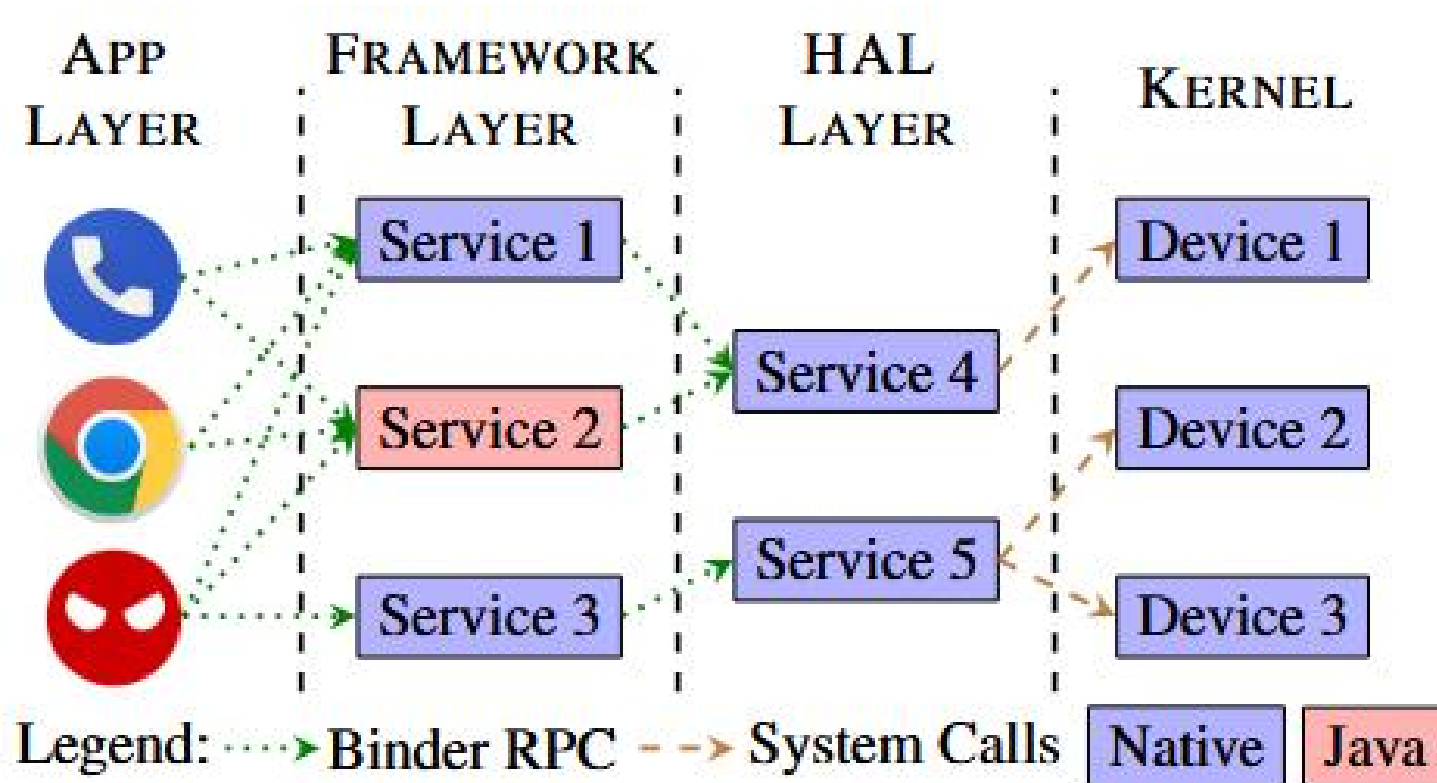 APP LAYER
FRAMEWORK LAYER
HAL LAYER
KERNEL
Service 1
Device 1
Service 4
Service 2
Device 2
Service 5
Service 3
Device 3
Legend: Binder RPC System Calls Native Java